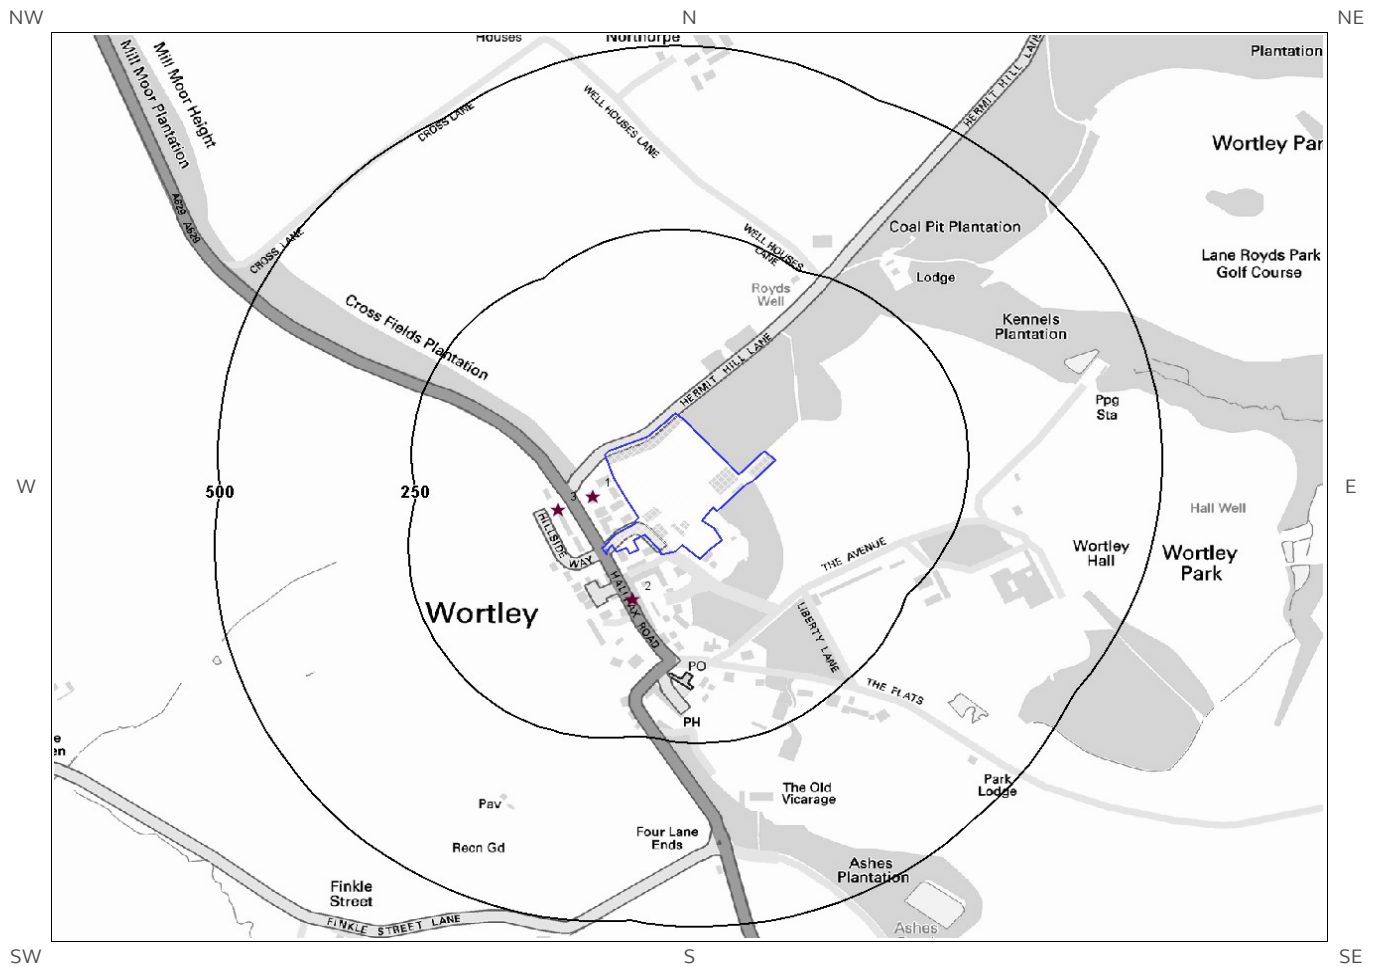 NW
N
NE
Houses
Northorpe
HERMIT HILL LANE
Plantation
Mill Moor Height
Mill Moor Plantation
CROSS LANE
WELL HOUSES LANE
Wortley Par
A629
A629
CROSS LANE
WELL HOUSES
LANE
Coal Pit Plantation
Lane Royds Park
Golf Course
Lodge
Royds
Well
Cross Fields Plantation
Kennels
Plantation
HERMIT HILL LANE
Ppg
Sta
W
500
250
3
1
E
Hall Well
HILLSIDE
WAY
THE AVENUE
Wortley
Hall
Wortley
Park
HALIFAX ROAD
2
Wortley
LIBERTY LANE
PO
THE FLATS
PH
e
en
The Old
Vicarage
Park
Lodge
Pav
Four Lane
Ends
Recn Gd
Ashes
Plantation
Finkle
Street
FINKLE STREET LANE
Ashes
SW
S
SE